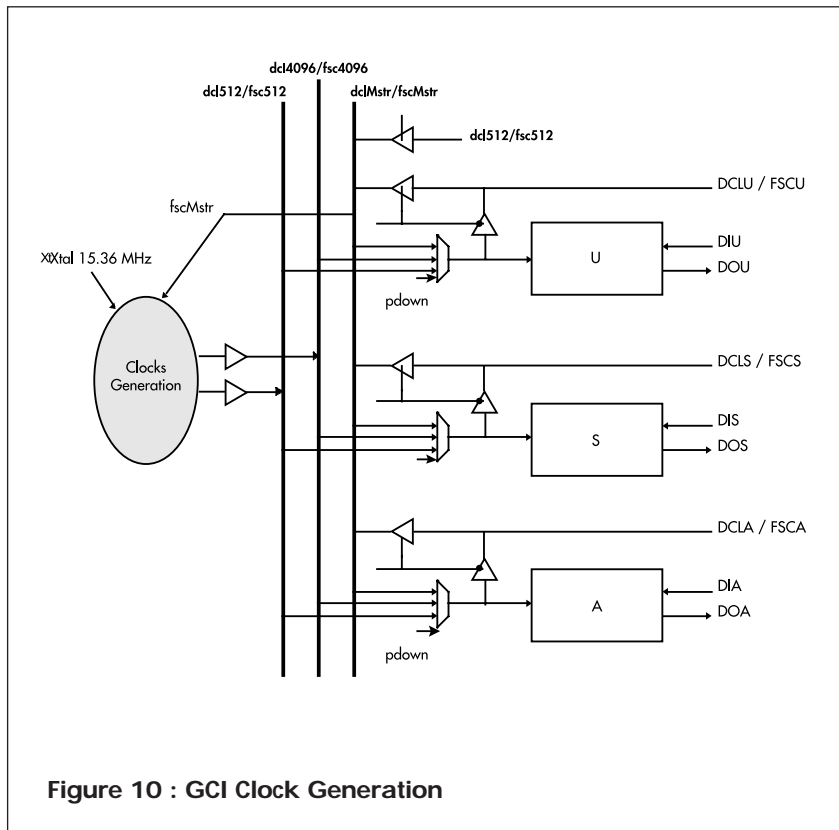 dcl4096/fsc4096
dcl512/fsc512
dclMstr/fscMstr
dcl512/fsc512
DCLU / FSCU
fscMstr
DIU
U
DOU
Xtal 15.36 MHz
pdown
Clocks
Generation
DCLS / FSCS
DIS
S
DOS
DCLA / FSCA
DIA
A
DOA
pdown
Figure 10 : GCI Clock Generation